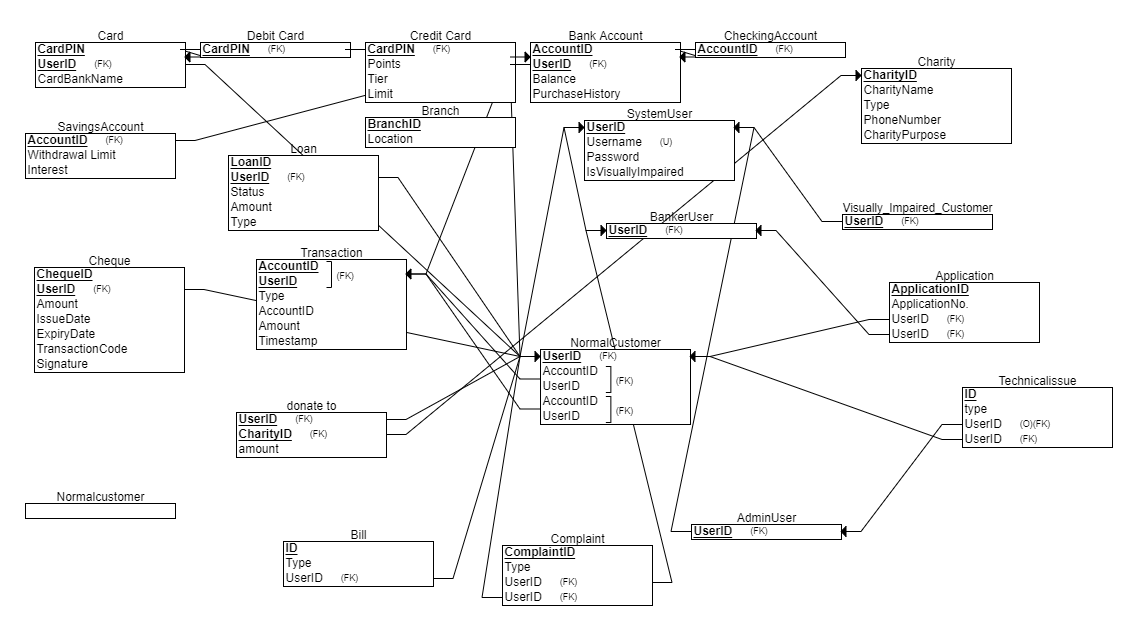 Card
CardPIN
UserID (FK)
CardBankName
Debit Card
CardPIN (FK)
Credit Card
CardPIN (FK)
Points
Tier
Limit
Bank Account
AccountID
UserID (FK)
Balance
PurchaseHistory
CheckingAccount
AccountID (FK)
Charity
CharityID
CharityName
Type
PhoneNumber
CharityPurpose
SavingsAccount
AccountID (FK)
Withdrawal Limit
Interest
Branch
BranchID
Location
SystemUser
UserID
Username (U)
Password
IsVisuallyImpaired
Loan
LoanID
UserID (FK)
Status
Amount
Type
BankerUser
UserID (FK)
Visually_Impaired_Customer
UserID (FK)
Cheque
ChequeID
UserID (FK)
Amount
IssueDate
ExpiryDate
TransactionCode
Signature
Transaction
AccountID
UserID
(FK)
Type
AccountID
Amount
Timestamp
Application
ApplicationID
ApplicationNo.
UserID (FK)
UserID (FK)
NormalCustomer
UserID (FK)
AccountID
UserID
(FK)
AccountID
UserID
(FK)
Technicalissue
ID
type
UserID (O)(FK)
UserID (FK)
donate to
UserID (FK)
CharityID (FK)
amount
Normalcustomer
Bill
ID
Type
UserID (FK)
Complaint
ComplaintID
Type
UserID (FK)
UserID (FK)
AdminUser
UserID (FK)